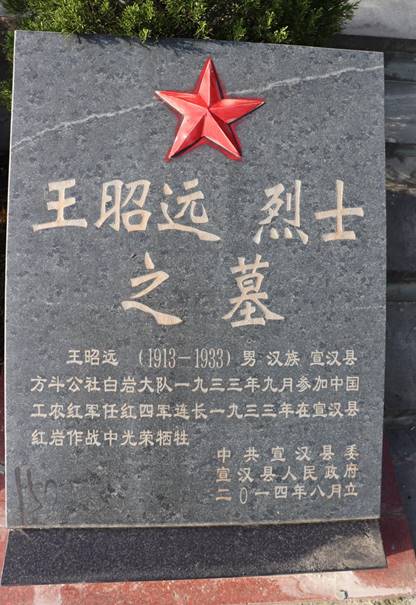 王昭远 烈士
之墓
王昭远 (1913-1933) 男 汉族 宣汉县
方斗公社白岩大队一九三三年九月参加中国
工农红军任红四军连长一九三三年在宣汉县
红岩作战中光荣牺牲
中共宣汉县委
宣汉县人民政府
二0一四年八月立